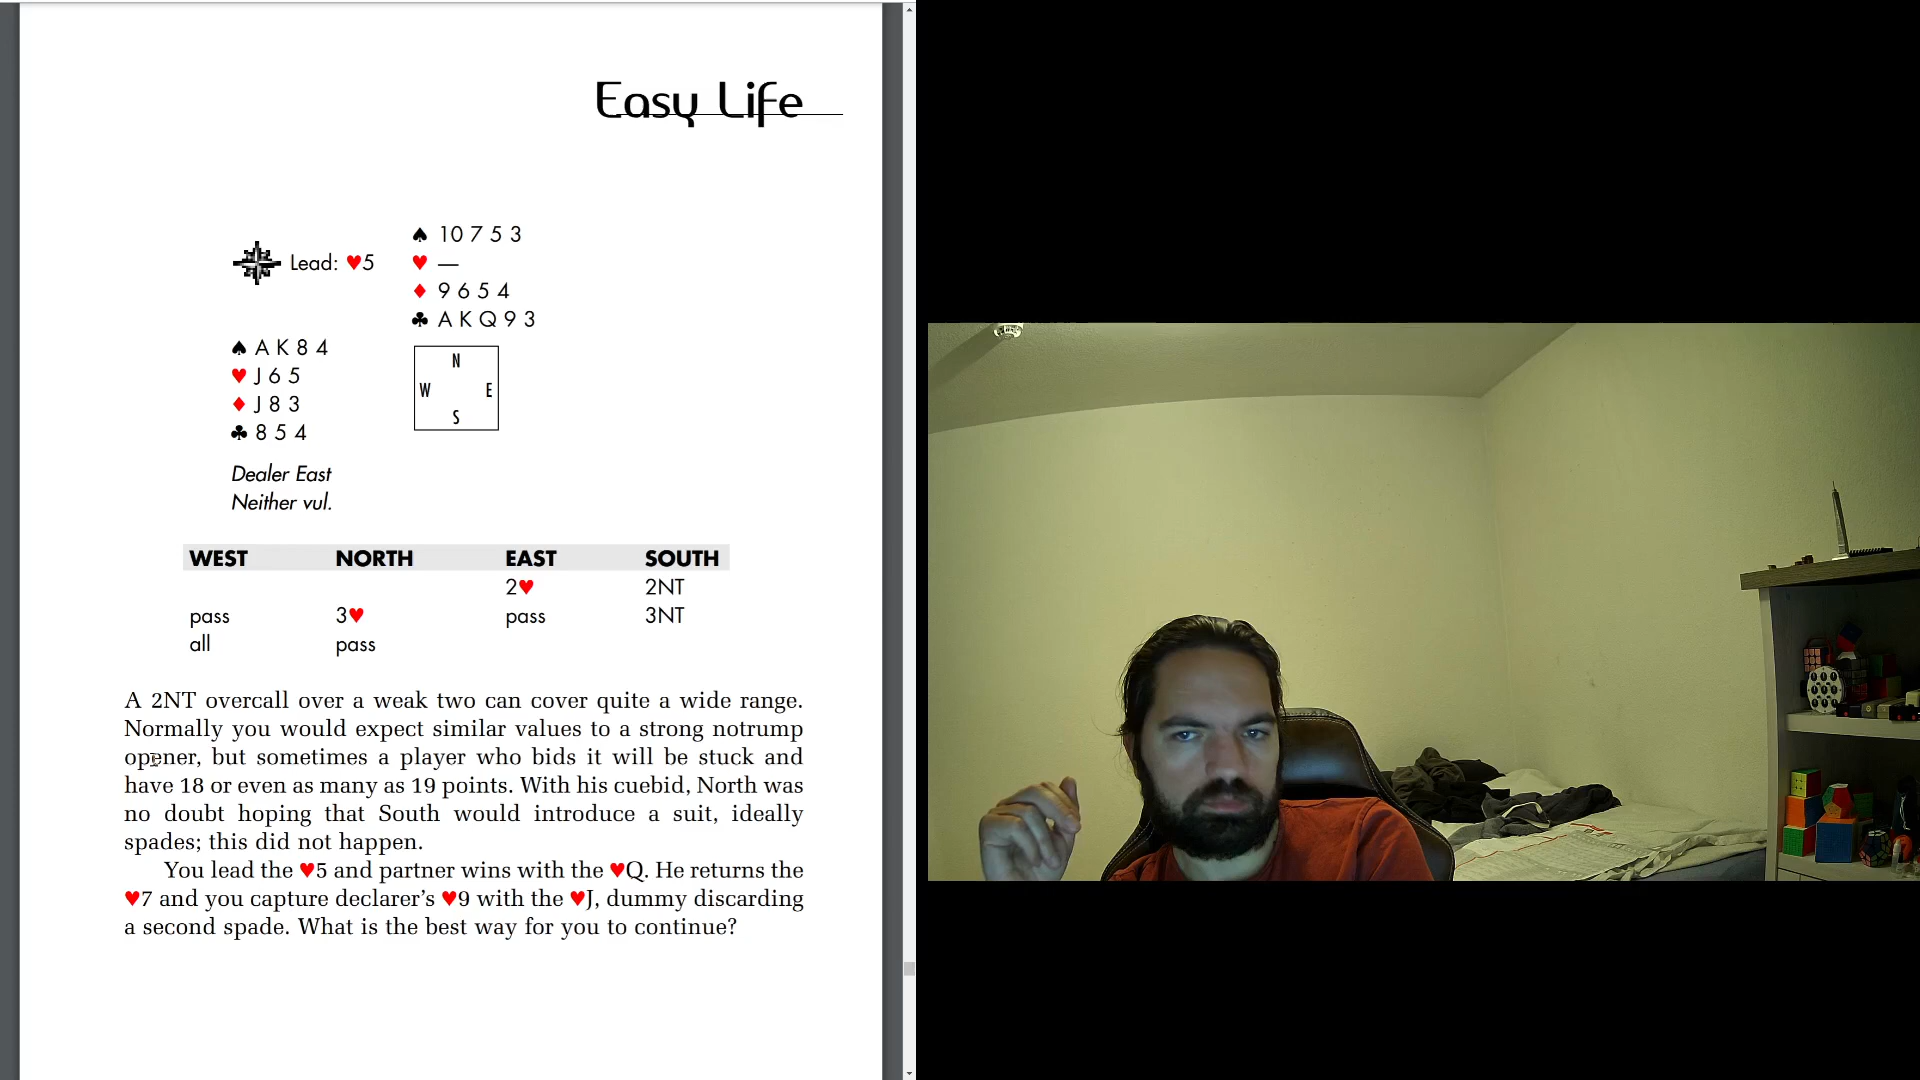 Easy Life
♠ 10 7 5 3
Lead: ♥5
♥ —
♦ 9 6 5 4
♣ A K Q 9 3
♠ A K 8 4
♥ J 6 5
♦ J 8 3
♣ 8 5 4
N
W E
S
Dealer East
Neither vul.
WEST NORTH EAST SOUTH
2♥ 2NT
pass 3♥ pass 3NT
all pass
A 2NT overcall over a weak two can cover quite a wide range.
Normally you would expect similar values to a strong notrump
opener, but sometimes a player who bids it will be stuck and
have 18 or even as many as 19 points. With his cuebid, North was
no doubt hoping that South would introduce a suit, ideally
spades; this did not happen.
You lead the ♥5 and partner wins with the ♥Q. He returns the
♥7 and you capture declarer’s ♥9 with the ♥J, dummy discarding
a second spade. What is the best way for you to continue?